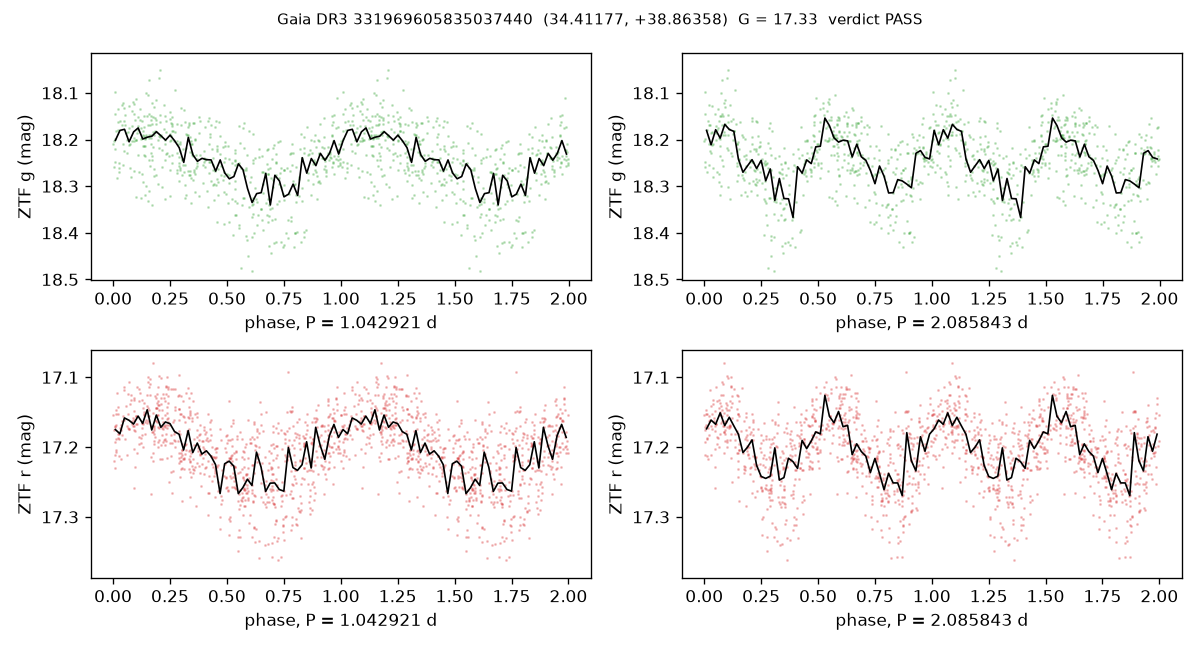 Gaia DR3 331969605835037440 (34.41177, +38.86358) G = 17.33 verdict PASS
ZTF g (mag)
18.1
18.2
18.3
18.4
18.5
0.00 0.25 0.50 0.75 1.00 1.25 1.50 1.75 2.00
phase, P = 1.042921 d
ZTF g (mag)
18.1
18.2
18.3
18.4
18.5
0.00 0.25 0.50 0.75 1.00 1.25 1.50 1.75 2.00
phase, P = 2.085843 d
ZTF r (mag)
17.1
17.2
17.3
0.00 0.25 0.50 0.75 1.00 1.25 1.50 1.75 2.00
phase, P = 1.042921 d
ZTF r (mag)
17.1
17.2
17.3
0.00 0.25 0.50 0.75 1.00 1.25 1.50 1.75 2.00
phase, P = 2.085843 d